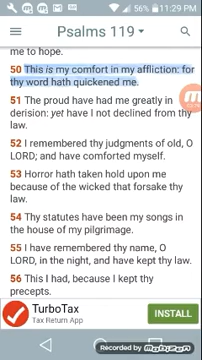 59% 11:29 PM
Psalms 119
me to hope.
50 This is my comfort in my affliction: for
thy word hath quickened me.
51 The proud have had me greatly in
derision: yet have I not declined from thy
law.
52 I remembered thy judgments of old, O
LORD; and have comforted myself.
53 Horror hath taken hold upon me
because of the wicked that forsake thy
law.
54 Thy statutes have been my songs in
the house of my pilgrimage.
55 I have remembered thy name, O
LORD, in the night, and have kept thy law.
56 This I had, because I kept thy
precepts.
TurboTax
Tax Return App
INSTALL